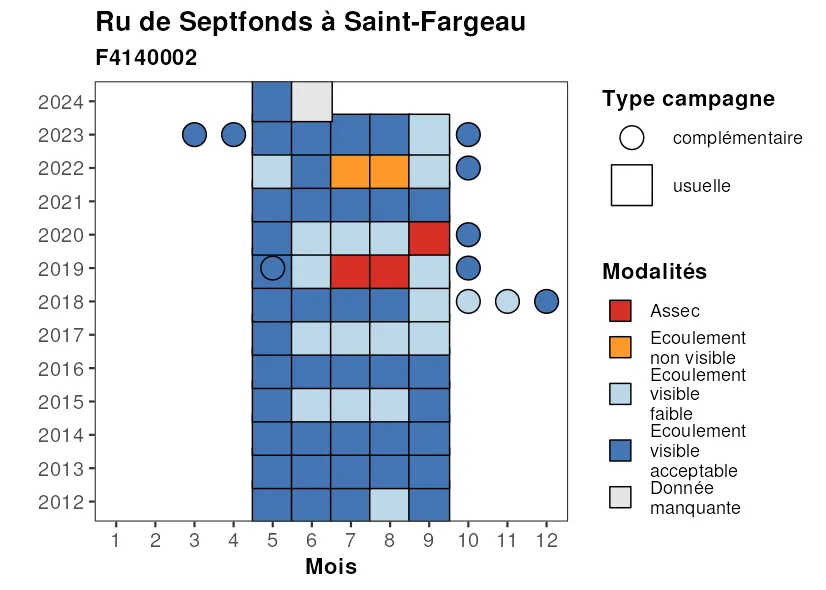 Ru de Septfonds à Saint-Fargeau
F4140002
2024
2023
2022
2021
2020
2019
2018
2017
2016
2015
2014
2013
2012
1 2 3 4 5 6 7 8 9 10 11 12
Mois
Type campagne
complémentaire
usuelle
Modalités
Assec
Ecoulement
non visible
Ecoulement
visible
faible
Ecoulement
visible
acceptable
Donnée
manquante